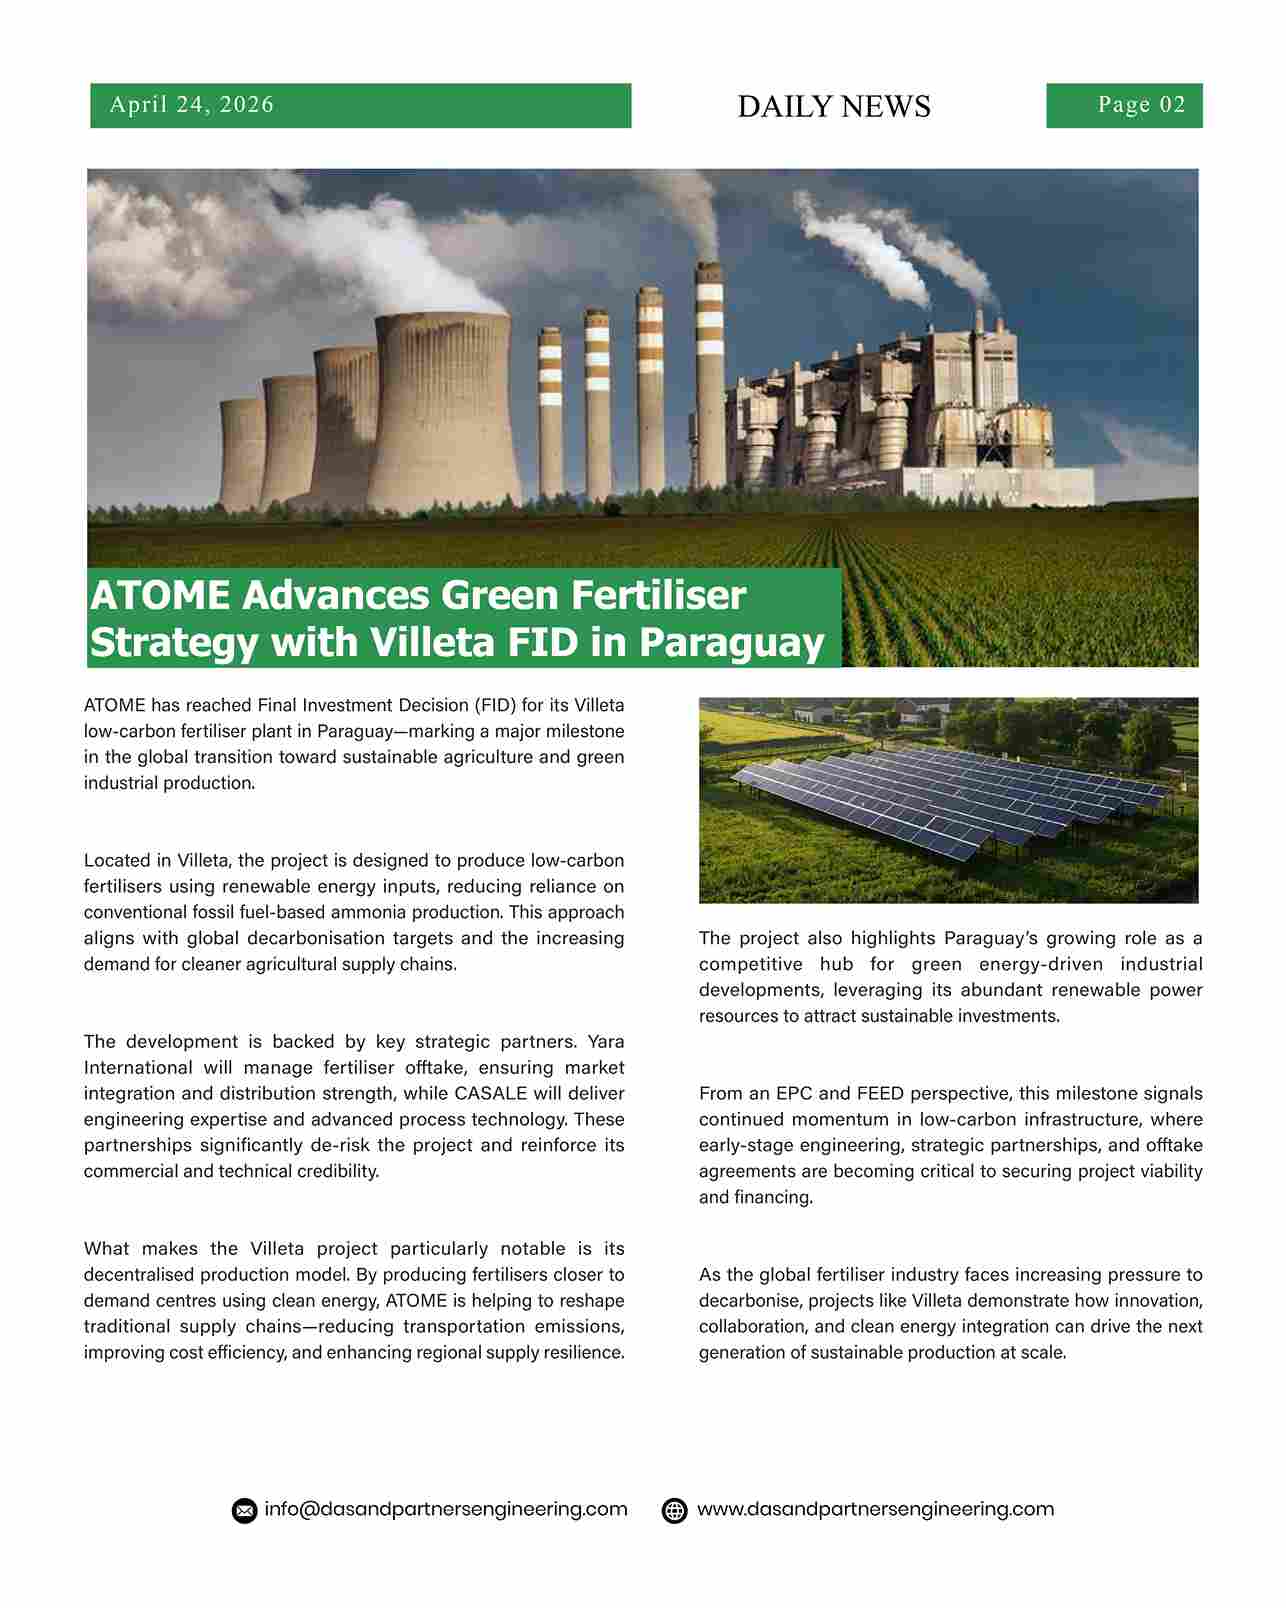 April 24, 2026
DAILY NEWS
Page 02
ATOME Advances Green Fertiliser
Strategy with Villeta FID in Paraguay
ATOME has reached Final Investment Decision (FID) for its Villeta
low-carbon fertiliser plant in Paraguay—marking a major milestone
in the global transition toward sustainable agriculture and green
industrial production.
Located in Villeta, the project is designed to produce low-carbon
fertilisers using renewable energy inputs, reducing reliance on
conventional fossil fuel-based ammonia production. This approach
aligns with global decarbonisation targets and the increasing
demand for cleaner agricultural supply chains.
The development is backed by key strategic partners. Yara
International will manage fertiliser offtake, ensuring market
integration and distribution strength, while CASALE will deliver
engineering expertise and advanced process technology. These
partnerships significantly de-risk the project and reinforce its
commercial and technical credibility.
What makes the Villeta project particularly notable is its
decentralised production model. By producing fertilisers closer to
demand centres using clean energy, ATOME is helping to reshape
traditional supply chains—reducing transportation emissions,
improving cost efficiency, and enhancing regional supply resilience.
The project also highlights Paraguay’s growing role as a
competitive hub for green energy-driven industrial
developments, leveraging its abundant renewable power
resources to attract sustainable investments.
From an EPC and FEED perspective, this milestone signals
continued momentum in low-carbon infrastructure, where
early-stage engineering, strategic partnerships, and offtake
agreements are becoming critical to securing project viability
and financing.
As the global fertiliser industry faces increasing pressure to
decarbonise, projects like Villeta demonstrate how innovation,
collaboration, and clean energy integration can drive the next
generation of sustainable production at scale.
info@dasandpartnersengineering.com
www.dasandpartnersengineering.com